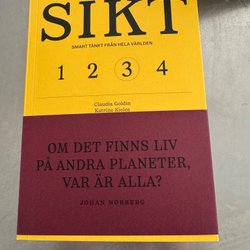 SIKT
SMART TÄNKT FRÅN HELA VÄRLDEN
1 2 3 4
Claudia Goldin
Katrine Kielos
OM DET FINNS LIV
PÅ ANDRA PLANETER,
VAR ÄR ALLA?
JOHAN NORBERG